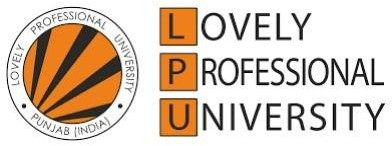 LOVELY PROFESSIONAL UNIVERSITY
• PUNJAB (INDIA) •
LOVELY
PROFESSIONAL
UNIVERSITY